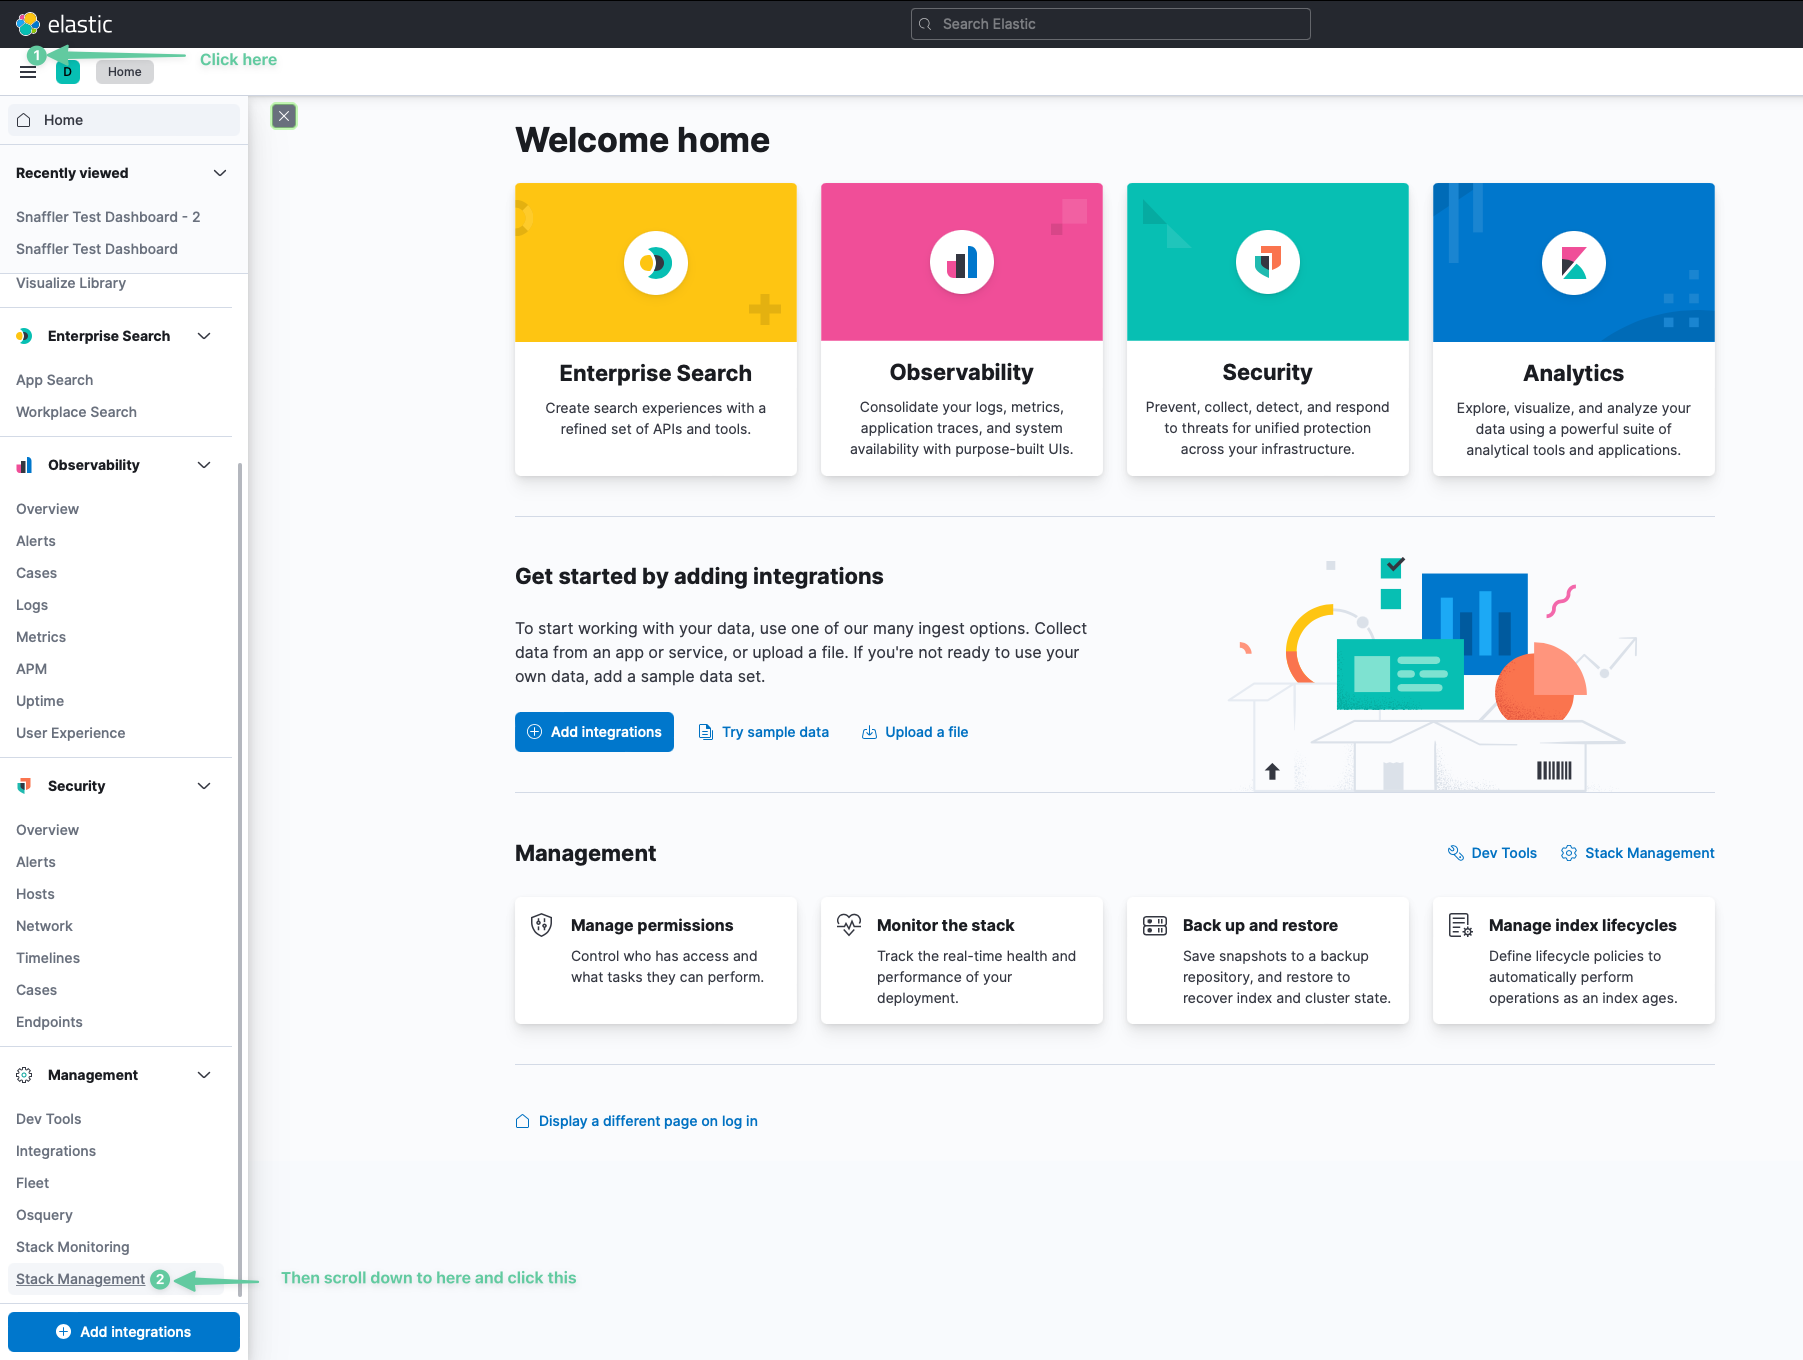 elastic
Search Elastic
1
Click here
D
Home
Home
Recently viewed
Snaffler Test Dashboard - 2
Snaffler Test Dashboard
Visualize Library
Enterprise Search
App Search
Workplace Search
Observability
Overview
Alerts
Cases
Logs
Metrics
APM
Uptime
User Experience
Security
Overview
Alerts
Hosts
Network
Timelines
Cases
Endpoints
Management
Dev Tools
Integrations
Fleet
Osquery
Stack Monitoring
Stack Management
2
Then scroll down to here and click this
Add integrations
Welcome home
Enterprise Search
Create search experiences with a
refined set of APIs and tools.
Observability
Consolidate your logs, metrics,
application traces, and system
availability with purpose-built UIs.
Security
Prevent, collect, detect, and respond
to threats for unified protection
across your infrastructure.
Analytics
Explore, visualize, and analyze your
data using a powerful suite of
analytical tools and applications.
Get started by adding integrations
To start working with your data, use one of our many ingest options. Collect
data from an app or service, or upload a file. If you're not ready to use your
own data, add a sample data set.
Add integrations
Try sample data
Upload a file
Management
Dev Tools
Stack Management
Manage permissions
Control who has access and
what tasks they can perform.
Monitor the stack
Track the real-time health and
performance of your
deployment.
Back up and restore
Save snapshots to a backup
repository, and restore to
recover index and cluster state.
Manage index lifecycles
Define lifecycle policies to
automatically perform
operations as an index ages.
Display a different page on log in